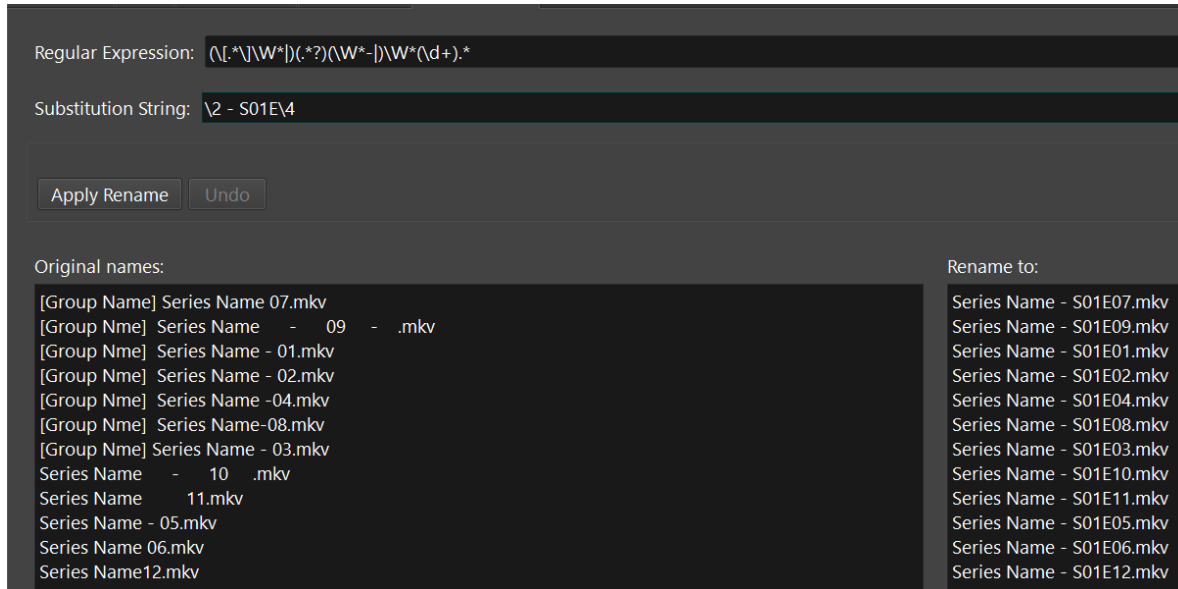 Regular Expression: (\[.*\]\W*|)(.*?)(\W*-|)\W*(\d+).*
Substitution String: \2 - S01E\4
Apply Rename Undo
Original names:
[Group Name] Series Name 07.mkv
[Group Nme]  Series Name     -     09    -   .mkv
[Group Nme]  Series Name - 01.mkv
[Group Nme]  Series Name - 02.mkv
[Group Nme]  Series Name -04.mkv
[Group Nme]  Series Name-08.mkv
[Group Nme] Series Name - 03.mkv
Series Name     -     10    .mkv
Series Name        11.mkv
Series Name - 05.mkv
Series Name 06.mkv
Series Name12.mkv
Rename to:
Series Name - S01E07.mkv
Series Name - S01E09.mkv
Series Name - S01E01.mkv
Series Name - S01E02.mkv
Series Name - S01E04.mkv
Series Name - S01E08.mkv
Series Name - S01E03.mkv
Series Name - S01E10.mkv
Series Name - S01E11.mkv
Series Name - S01E05.mkv
Series Name - S01E06.mkv
Series Name - S01E12.mkv